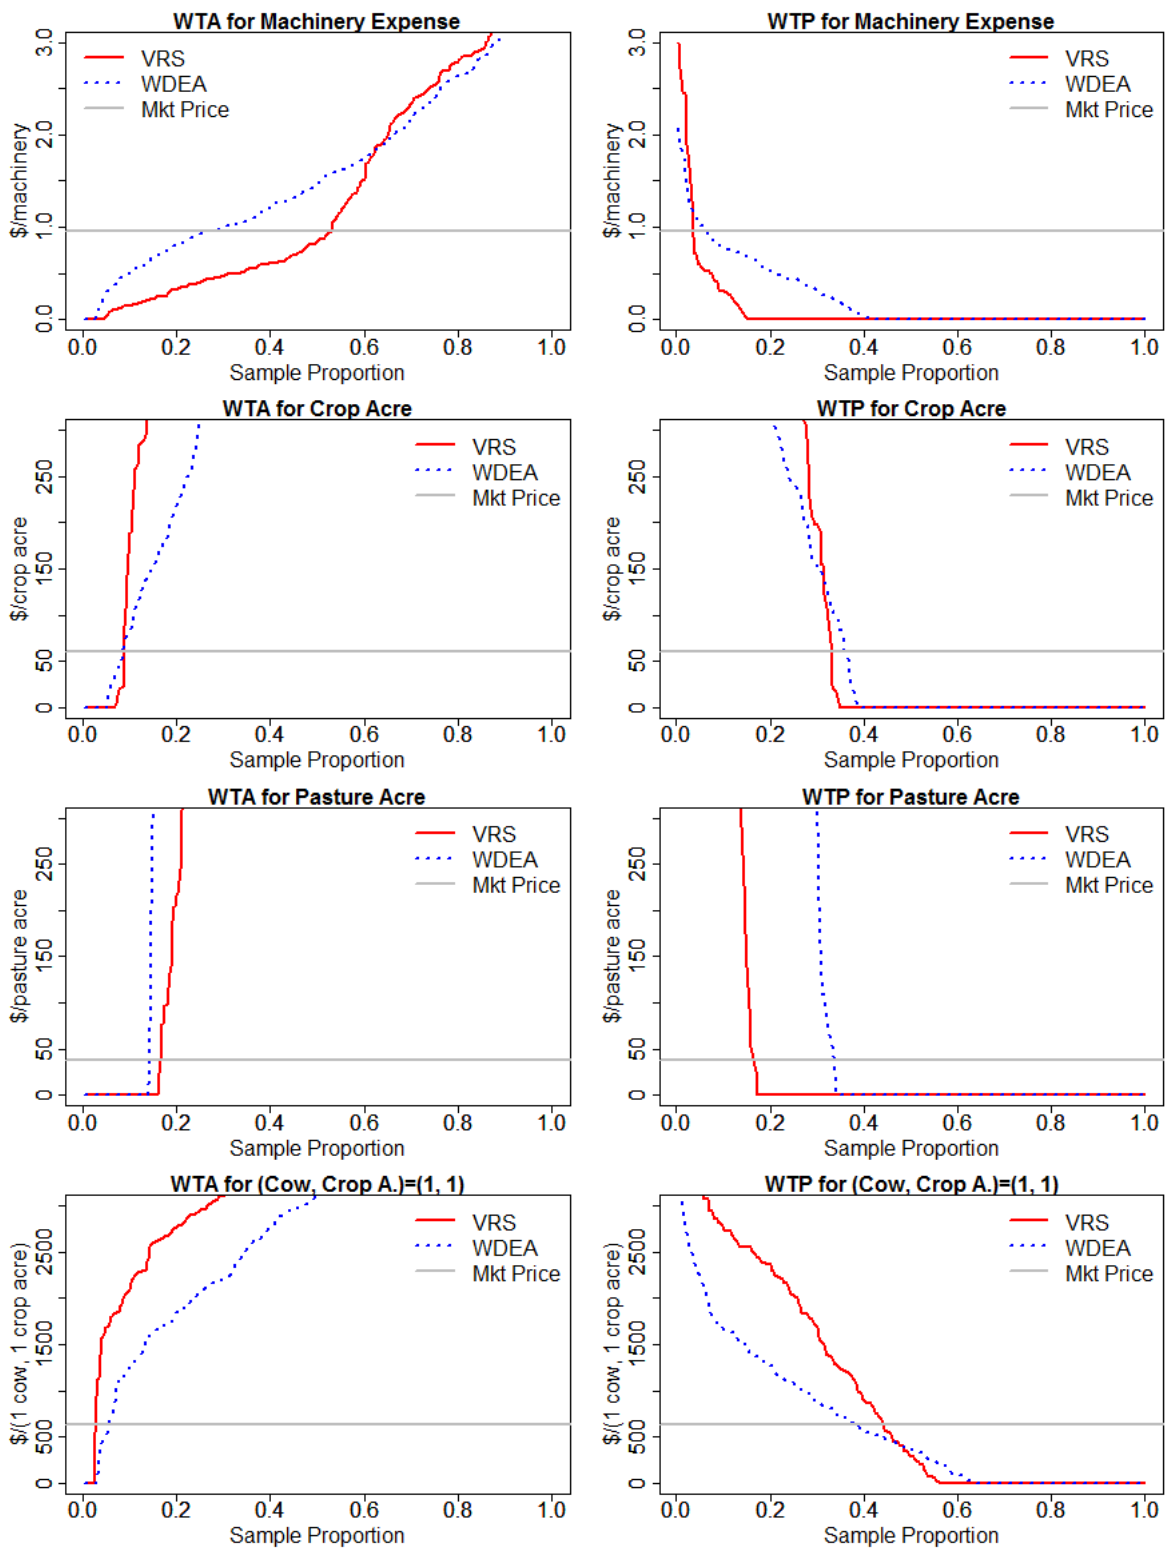 WTA for Machinery Expense
3.0
2.0
1.0
0.0
$/machinery
VRS
WDEA
Mkt Price
0.0 0.2 0.4 0.6 0.8 1.0
Sample Proportion
WTP for Machinery Expense
3.0
2.0
1.0
0.0
$/machinery
VRS
WDEA
Mkt Price
0.0 0.2 0.4 0.6 0.8 1.0
Sample Proportion
WTA for Crop Acre
250
150
50
0
$/crop acre
VRS
WDEA
Mkt Price
0.0 0.2 0.4 0.6 0.8 1.0
Sample Proportion
WTP for Crop Acre
250
150
50
0
$/crop acre
VRS
WDEA
Mkt Price
0.0 0.2 0.4 0.6 0.8 1.0
Sample Proportion
WTA for Pasture Acre
250
150
50
0
$/pasture acre
VRS
WDEA
Mkt Price
0.0 0.2 0.4 0.6 0.8 1.0
Sample Proportion
WTP for Pasture Acre
250
150
50
0
$/pasture acre
VRS
WDEA
Mkt Price
0.0 0.2 0.4 0.6 0.8 1.0
Sample Proportion
WTA for (Cow, Crop A.)=(1, 1)
2500
1500
500
0
$/(1 cow, 1 crop acre)
VRS
WDEA
Mkt Price
0.0 0.2 0.4 0.6 0.8 1.0
Sample Proportion
WTP for (Cow, Crop A.)=(1, 1)
2500
1500
500
0
$/(1 cow, 1 crop acre)
VRS
WDEA
Mkt Price
0.0 0.2 0.4 0.6 0.8 1.0
Sample Proportion